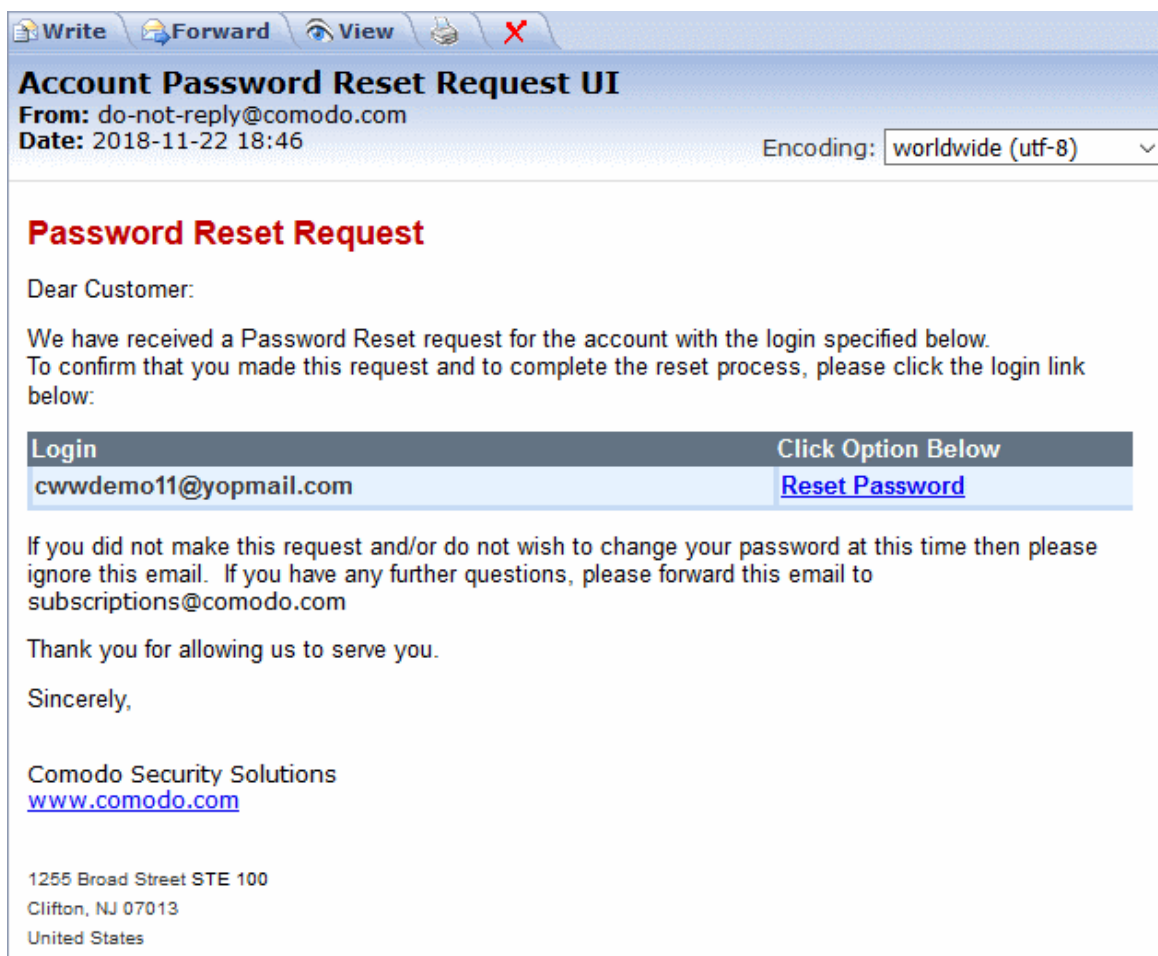 Write Forward View
Account Password Reset Request UI
From: do-not-reply@comodo.com
Date: 2018-11-22 18:46
Encoding: worldwide (utf-8)
Password Reset Request
Dear Customer:
We have received a Password Reset request for the account with the login specified below.
To confirm that you made this request and to complete the reset process, please click the login link
below:
Login Click Option Below
cwwdemo11@yopmail.com Reset Password
If you did not make this request and/or do not wish to change your password at this time then please
ignore this email. If you have any further questions, please forward this email to
subscriptions@comodo.com
Thank you for allowing us to serve you.
Sincerely,
Comodo Security Solutions
www.comodo.com
1255 Broad Street STE 100
Clifton, NJ 07013
United States